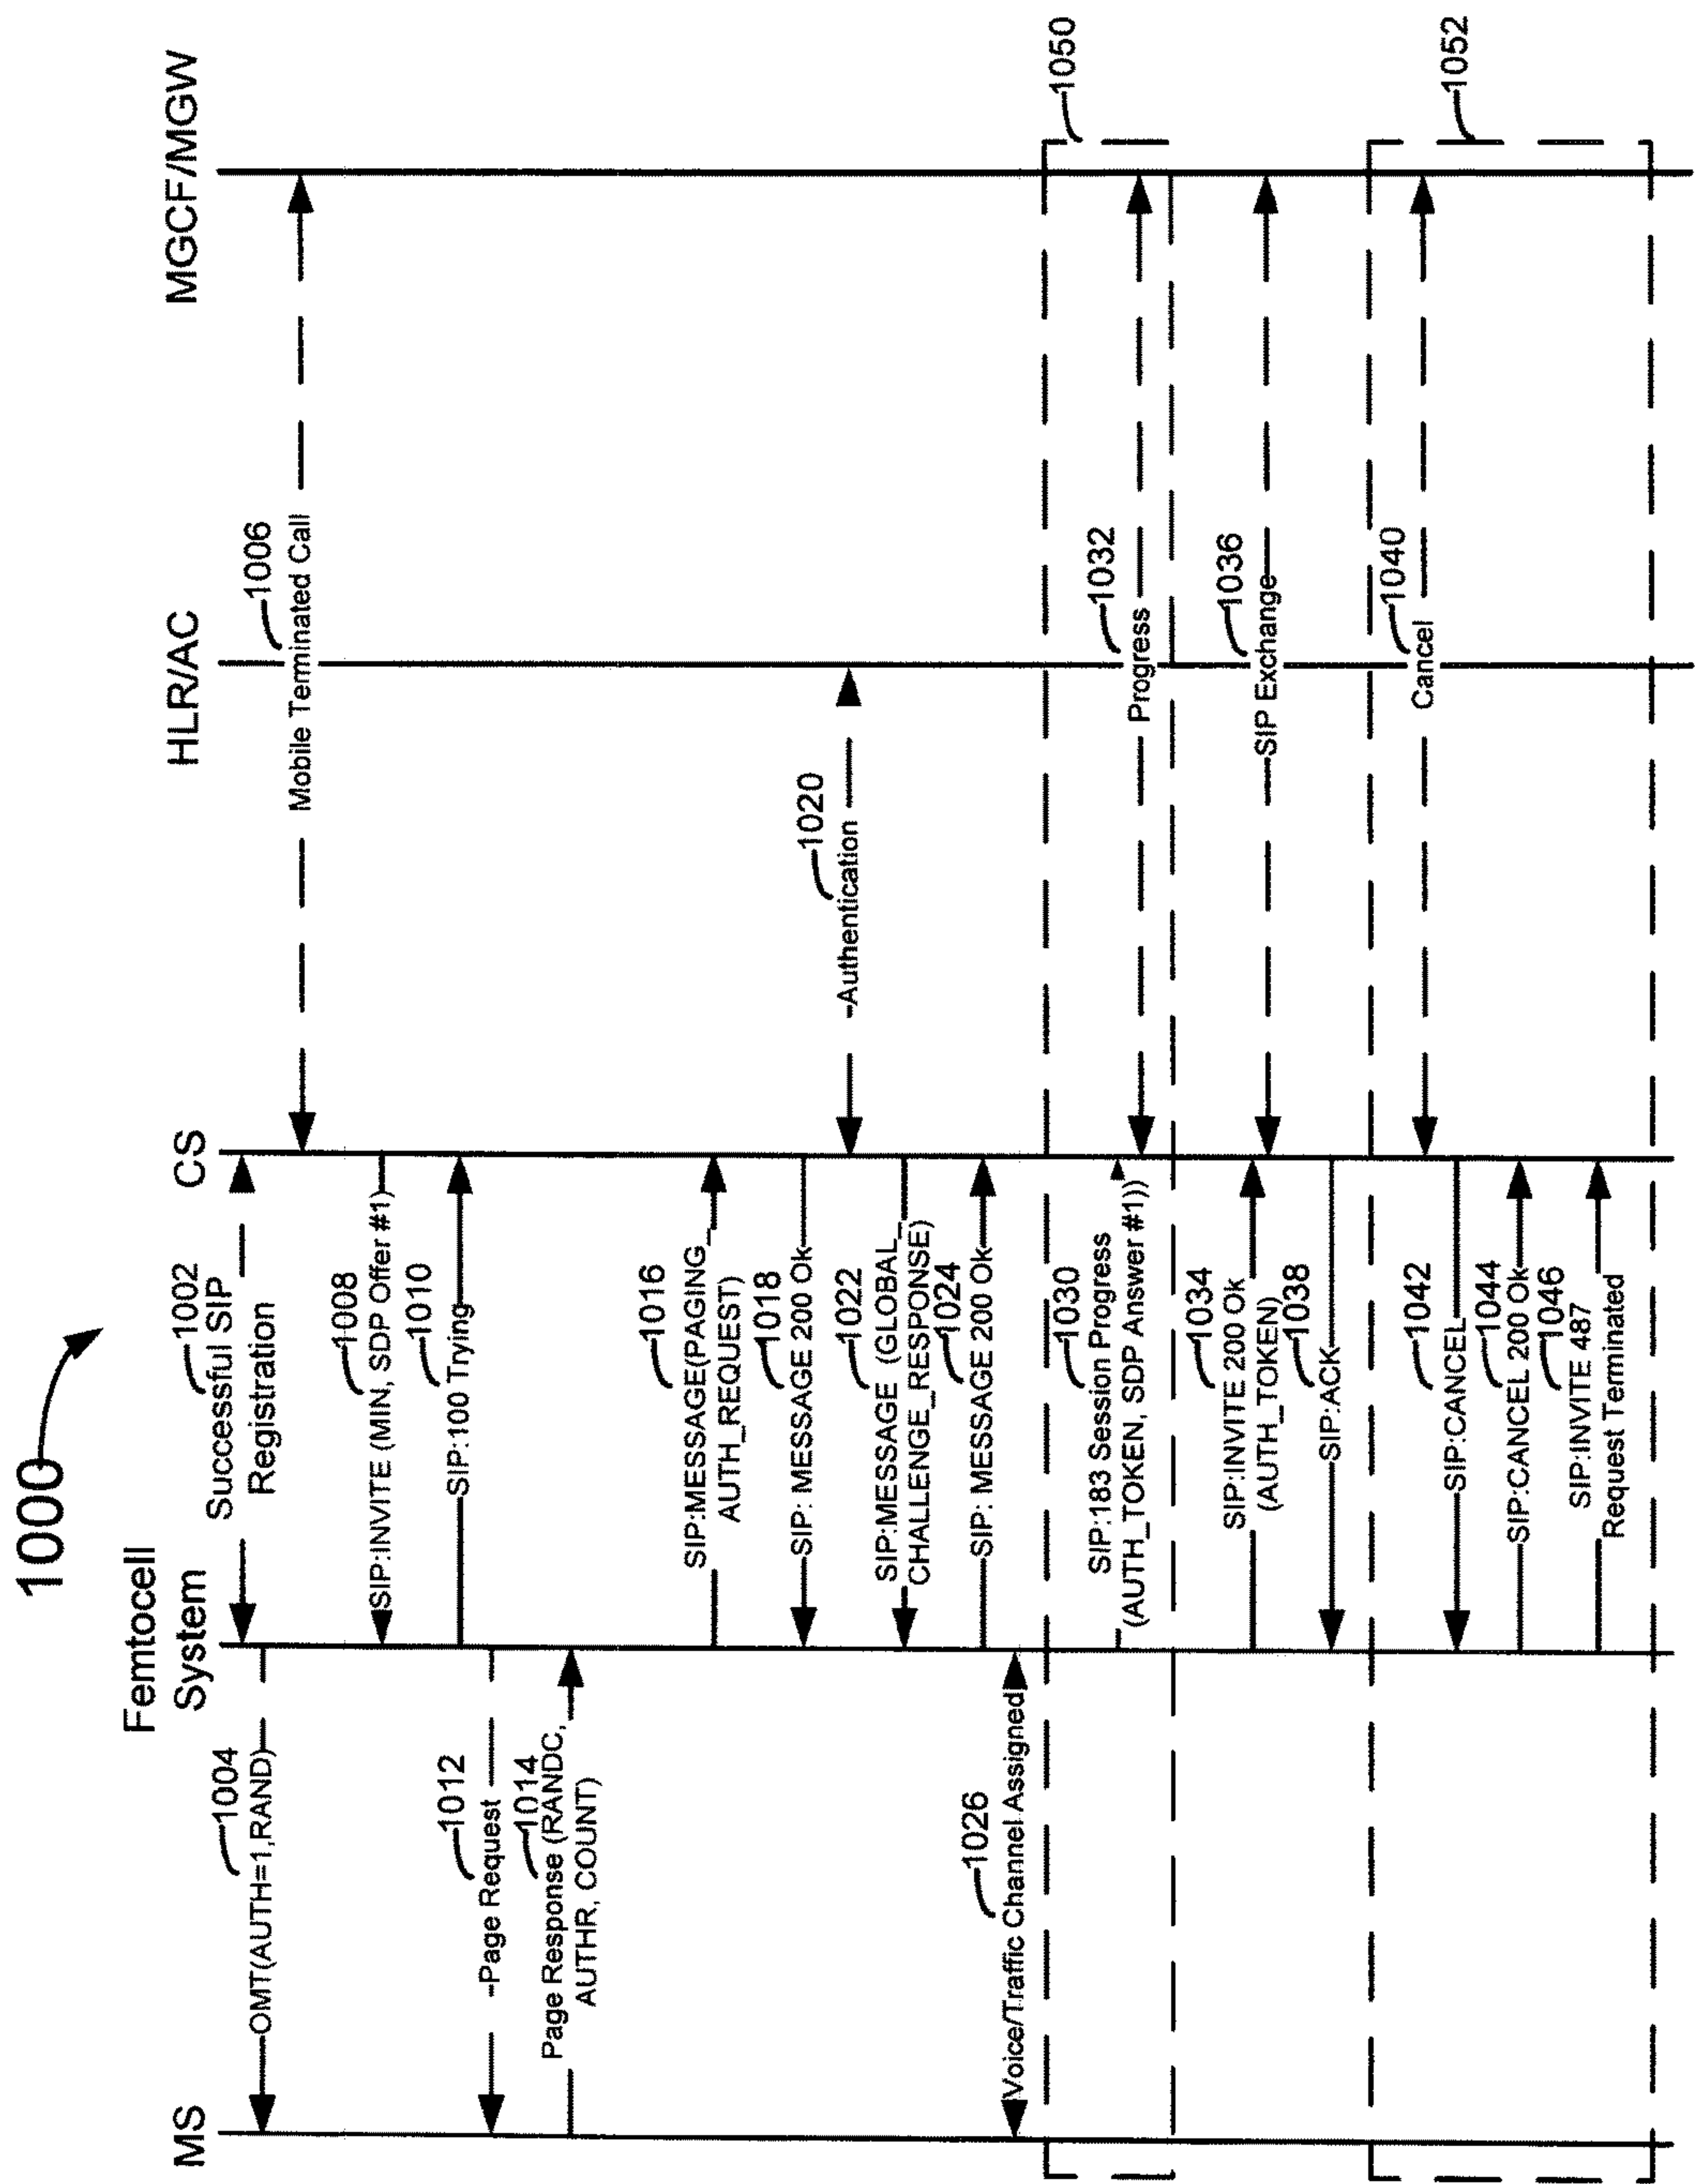 1000
MS
Femtocell
System
CS
HLR/AC
MGCF/MGW
1002
Successful SIP
Registration
1004
OMT(AUTH=1,RAND)
1006
Mobile Terminated Call
1008
SIP:INVITE (MIN, SDP Offer #1)
1010
SIP:100 Trying
1012
Page Request
1014
Page Response (RANDC,
AUTHR, COUNT)
1016
SIP:MESSAGE(PAGING_
AUTH_REQUEST)
1018
SIP: MESSAGE 200 Ok
1020
Authentication
1022
SIP:MESSAGE (GLOBAL_
CHALLENGE_RESPONSE)
1024
SIP: MESSAGE 200 Ok
1026
Voice/Traffic Channel Assigned
1050
1030
SIP:183 Session Progress
(AUTH_TOKEN, SDP Answer #1))
1032
Progress
1034
SIP:INVITE 200 Ok
(AUTH_TOKEN)
1036
SIP Exchange
1038
SIP:ACK
1052
1040
Cancel
1042
SIP:CANCEL
1044
SIP:CANCEL 200 Ok
1046
SIP:INVITE 487
Request Terminated